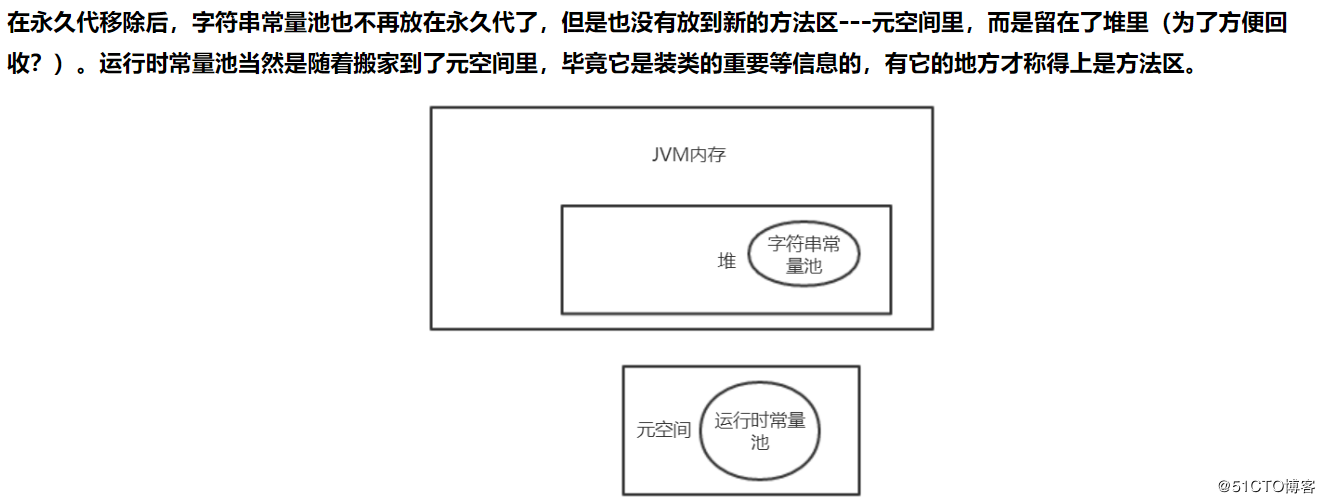 在永久代移除后，字符串常量池也不再放在永久代了，但是也没有放到新的方法区---元空间里，而是留在了堆里（为了方便回
收？）。运行时常量池当然是随着搬家到了元空间里，毕竟它是装类的重要等信息的，有它的地方才称得上是方法区。
JVM内存
堆
字符串常
量池
元空间
运行时常量
池
@51CTO博客